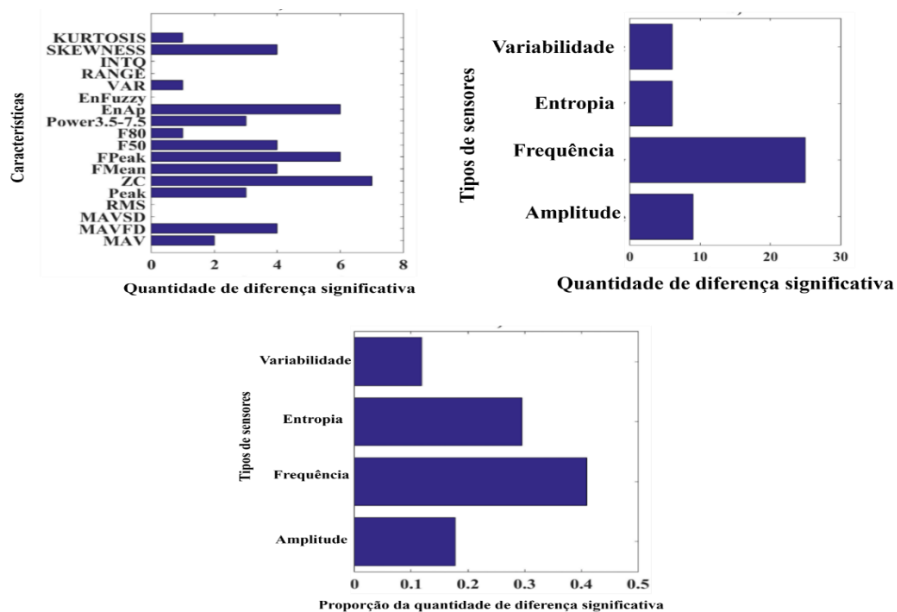 Características
KURTOSIS
SKEWNESS
INTQ
RANGE
VAR
EnFuzzy
EnAp
Power3.5-7.5
F80
F50
FPeak
FMean
ZC
Peak
RMS
MAVSD
MAVFD
MAV
0 2 4 6 8
Quantidade de diferença significativa
Tipos de sensores
Variabilidade
Entropia
Frequência
Amplitude
0 10 20 30
Quantidade de diferença significativa
Tipos de sensores
Variabilidade
Entropia
Frequência
Amplitude
0 0.1 0.2 0.3 0.4 0.5
Proporção da quantidade de diferença significativa